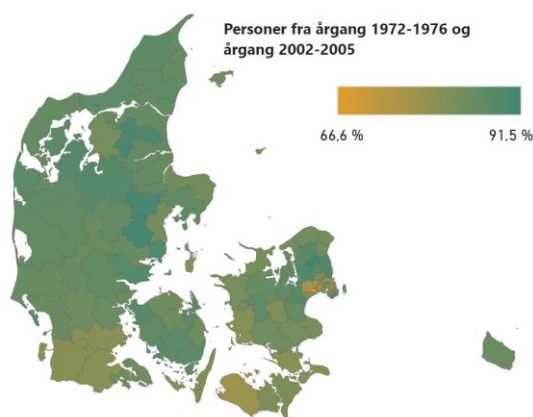 Personer fra årgang 1972-1976 og
årgang 2002-2005
66,6 %
91,5 %